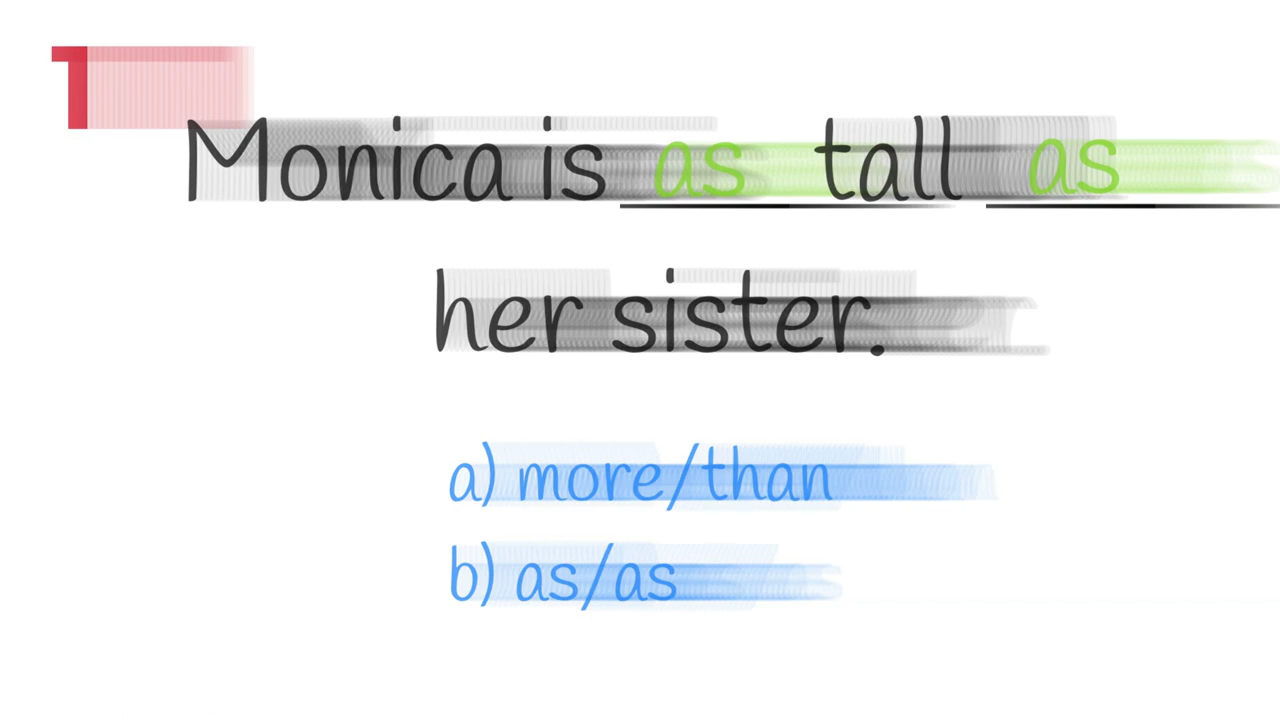 Monica is as tall as
her sister.
a) more/than
b) as/as